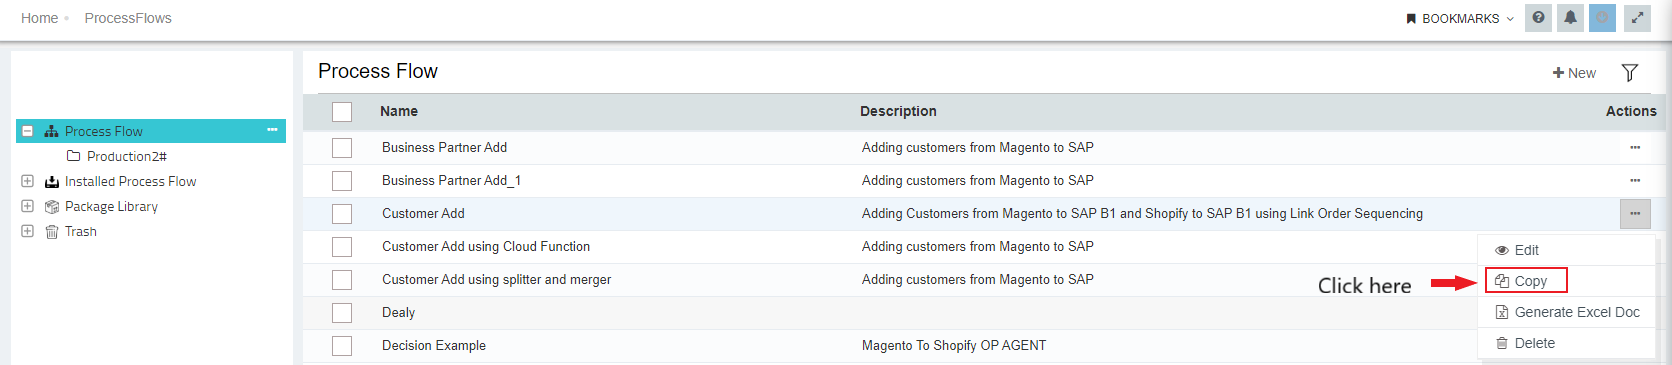 Home ProcessFlows
BOOKMARKS
Process Flow
Production2#
Installed Process Flow
Package Library
Trash
Process Flow
New
Name Description Actions
Business Partner Add Adding customers from Magento to SAP
Business Partner Add_1 Adding customers from Magento to SAP
Customer Add Adding Customers from Magento to SAP B1 and Shopify to SAP B1 using Link Order Sequencing
Customer Add using Cloud Function Adding customers from Magento to SAP
Customer Add using splitter and merger Adding customers from Magento to SAP
Dealy
Decision Example Magento To Shopify OP AGENT
Edit
Click here Copy
Generate Excel Doc
Delete